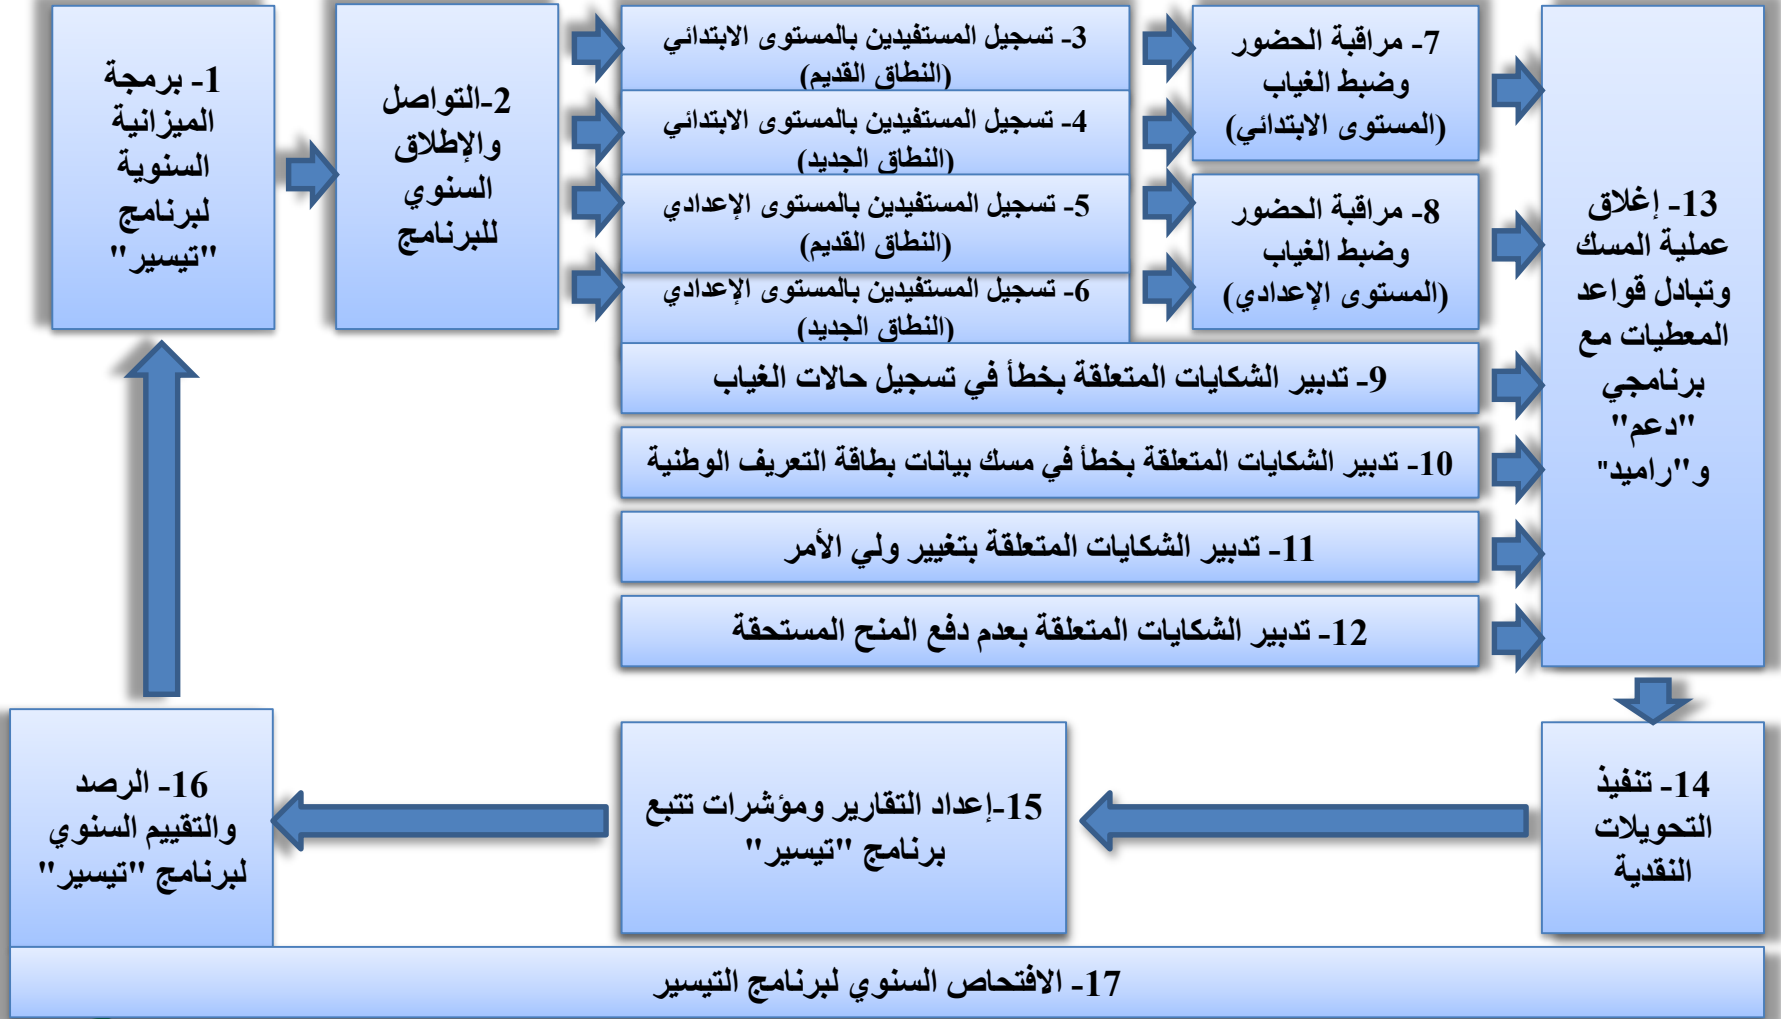 1- برمجة
الميزانية
السنوية
لبرنامج
"تيسير"
2-التواصل
والإطلاق
السنوي
للبرنامج
3- تسجيل المستفيدين بالمستوى الابتدائي
(النطاق القديم)
4- تسجيل المستفيدين بالمستوى الابتدائي
(النطاق الجديد)
5- تسجيل المستفيدين بالمستوى الإعدادي
(النطاق القديم)
6- تسجيل المستفيدين بالمستوى الإعدادي
(النطاق الجديد)
7- مراقبة الحضور
وضبط الغياب
(المستوى الابتدائي)
8- مراقبة الحضور
وضبط الغياب
(المستوى الإعدادي)
9- تدبير الشكايات المتعلقة بخطأ في تسجيل حالات الغياب
10- تدبير الشكايات المتعلقة بخطأ في مسك بيانات بطاقة التعريف الوطنية
11- تدبير الشكايات المتعلقة بتغيير ولي الأمر
12- تدبير الشكايات المتعلقة بعدم دفع المنح المستحقة
13- إغلاق
عملية المسك
وتبادل قواعد
المعطيات مع
برنامجي
"دعم"
و"راميد"
14- تنفيذ
التحويلات
النقدية
15-إعداد التقارير ومؤشرات تتبع
برنامج "تيسير"
16- الرصد
والتقييم السنوي
لبرنامج "تيسير"
17- الافتحاص السنوي لبرنامج التيسير